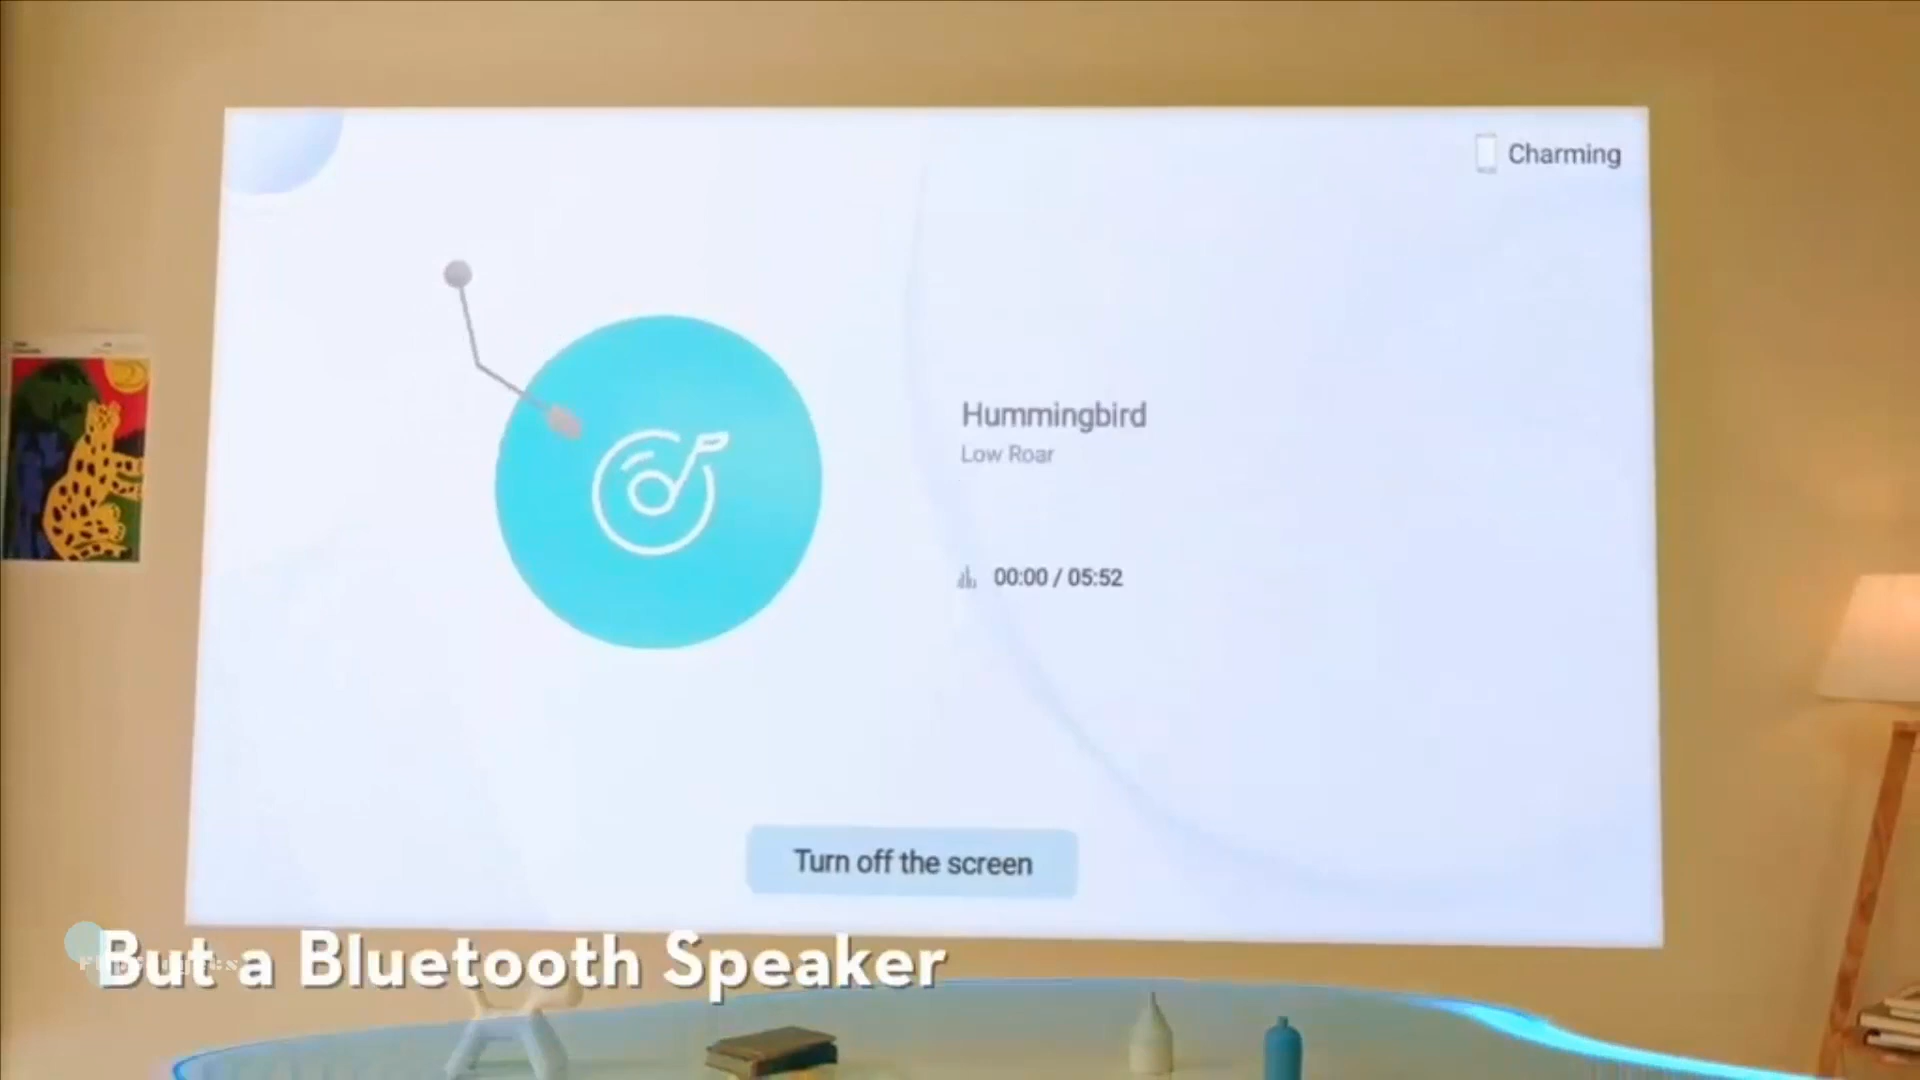 Charming
Hummingbird
Low Roar
00:00 / 05:52
Turn off the screen
But a Bluetooth Speaker